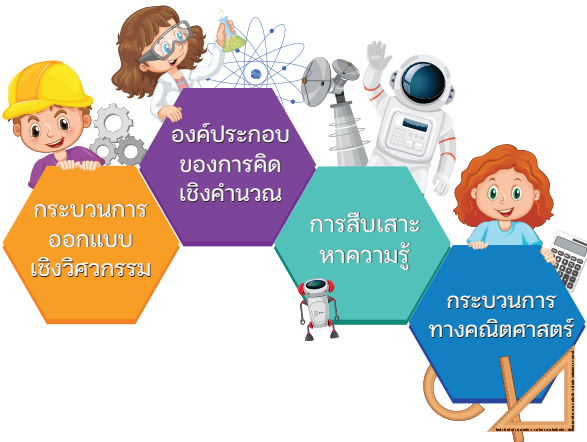 กระบวนการ
ออกแบบ
เชิงวิศวกรรม
องค์ประกอบ
ของการคิด
เชิงคำนวณ
การสืบเสาะ
หาความรู้
กระบวนการ
ทางคณิตศาสตร์